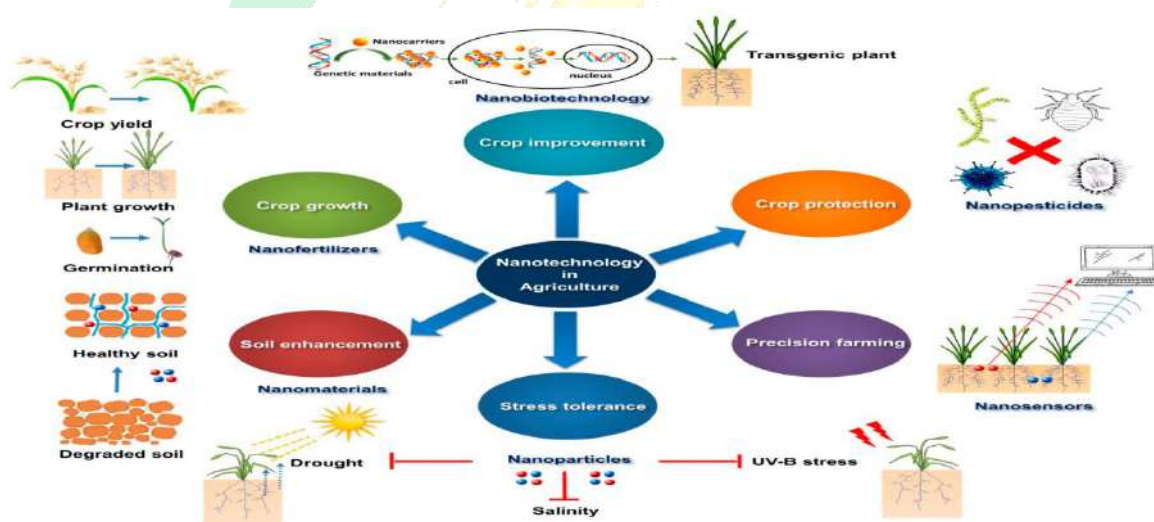 Nanocarriers
Genetic materials
cell
nucleus
Nanobiotechnology
Transgenic plant
Crop improvement
Crop yield
Plant growth
Germination
Healthy soil
Degraded soil
Crop growth
Nanofertilizers
Crop protection
Nanopesticides
Nanotechnology
in
Agriculture
Soil enhancement
Nanomaterials
Precision farming
Nanosensors
Stress tolerance
Nanoparticles
Drought
UV-B stress
Salinity